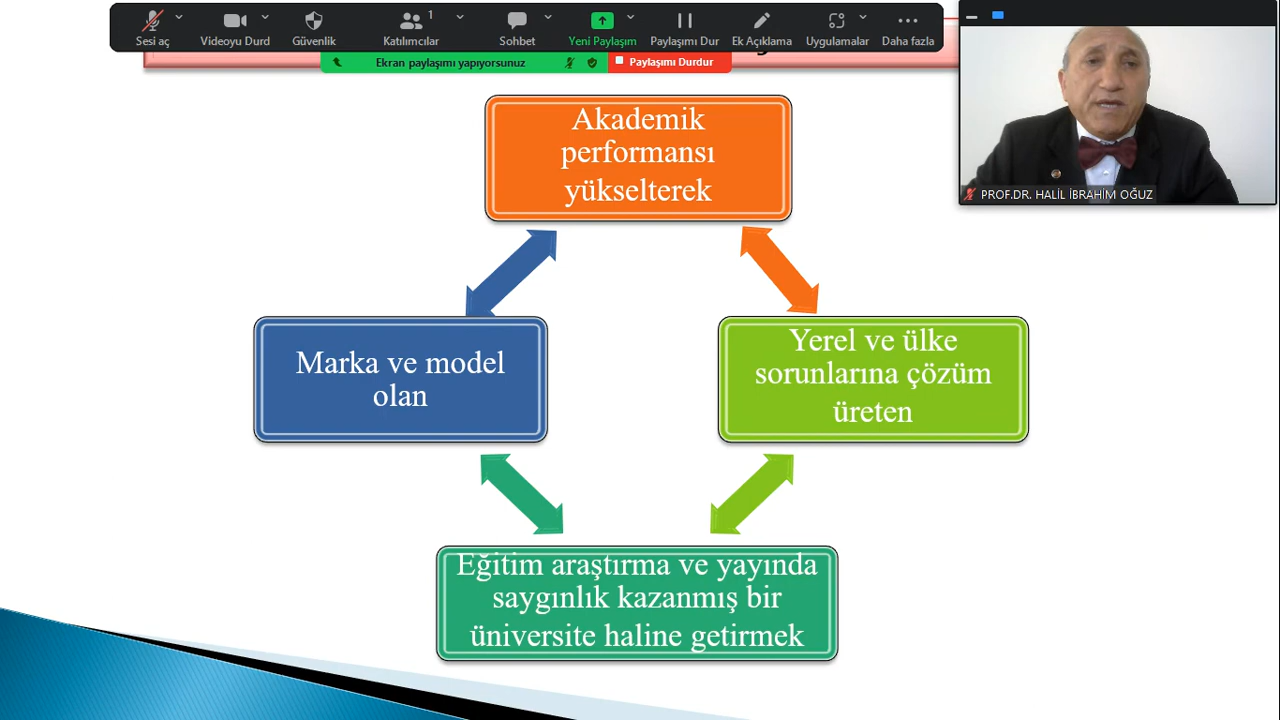 Sesi aç
Videoyu Durd
Güvenlik
Katılımcılar
1
Sohbet
Yeni Paylaşım
Paylaşımı Dur
Ek Açıklama
Uygulamalar
Daha fazla
Ekran paylaşımı yapıyorsunuz
Paylaşımı Durdur
PROF.DR. HALİL İBRAHİM OĞUZ
Akademik
performansı
yükselterek
Marka ve model
olan
Yerel ve ülke
sorunlarına çözüm
üreten
Eğitim araştırma ve yayında
saygınlık kazanmış bir
üniversite haline getirmek